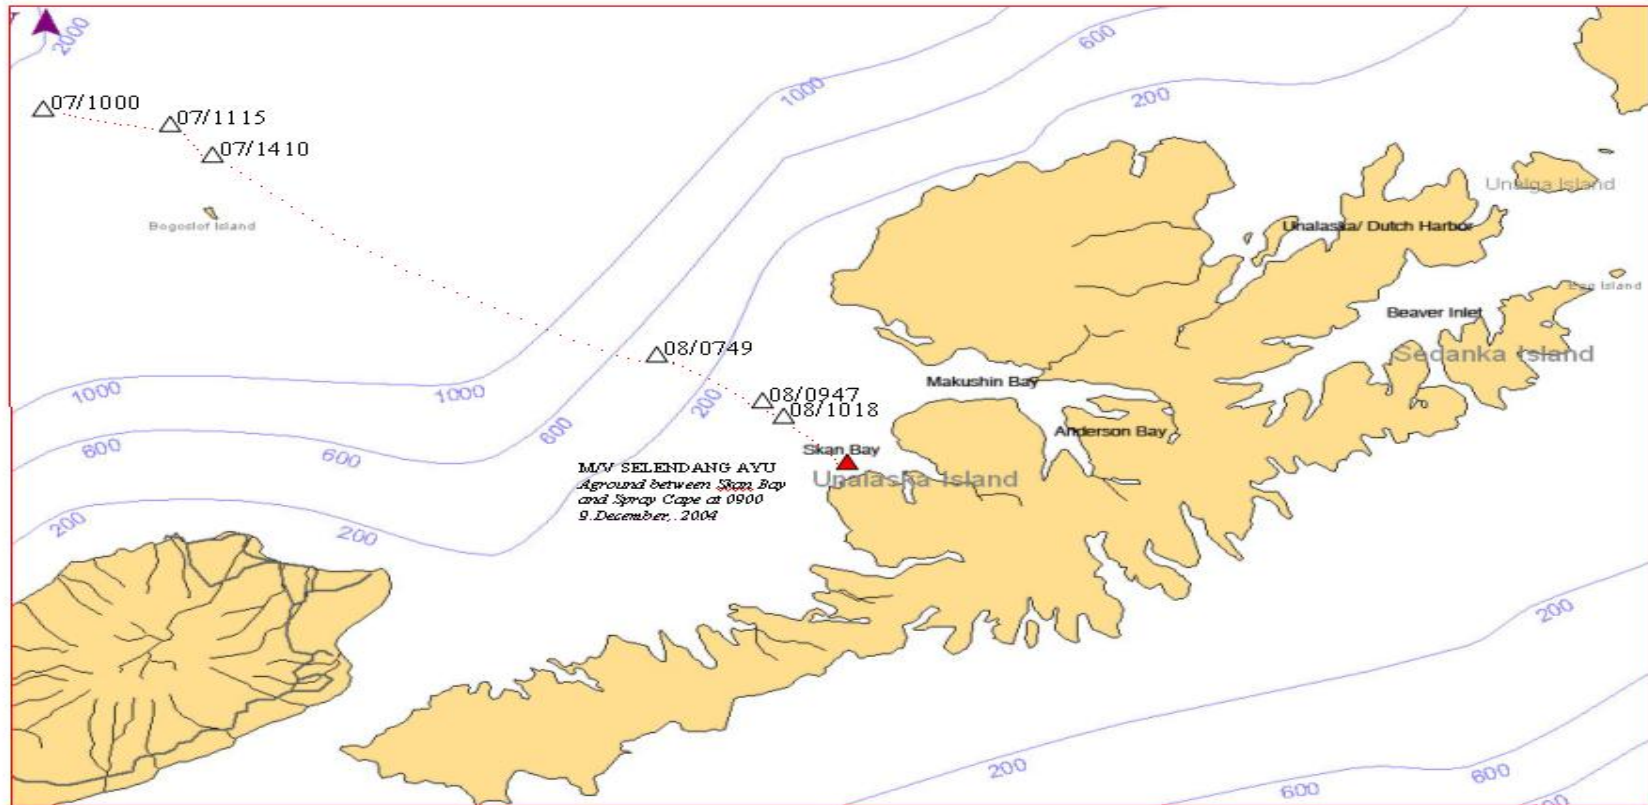 2000
07/1000
07/1115
07/1410
Bogoslof Island
1000
600
200
Unalga Island
Unalaska/ Dutch Harbor
Egg Island
Beaver Inlet
Sedanka Island
08/0749
Makushin Bay
1000
1000
08/0947
200
08/1018
600
Anderson Bay
600
600
Skan Bay
Unalaska Island
M/V SELENDANG AYU
Aground between Skan Bay
and Spray Cape at 0900
9.December,. 2004
200
200
200
200
600
600